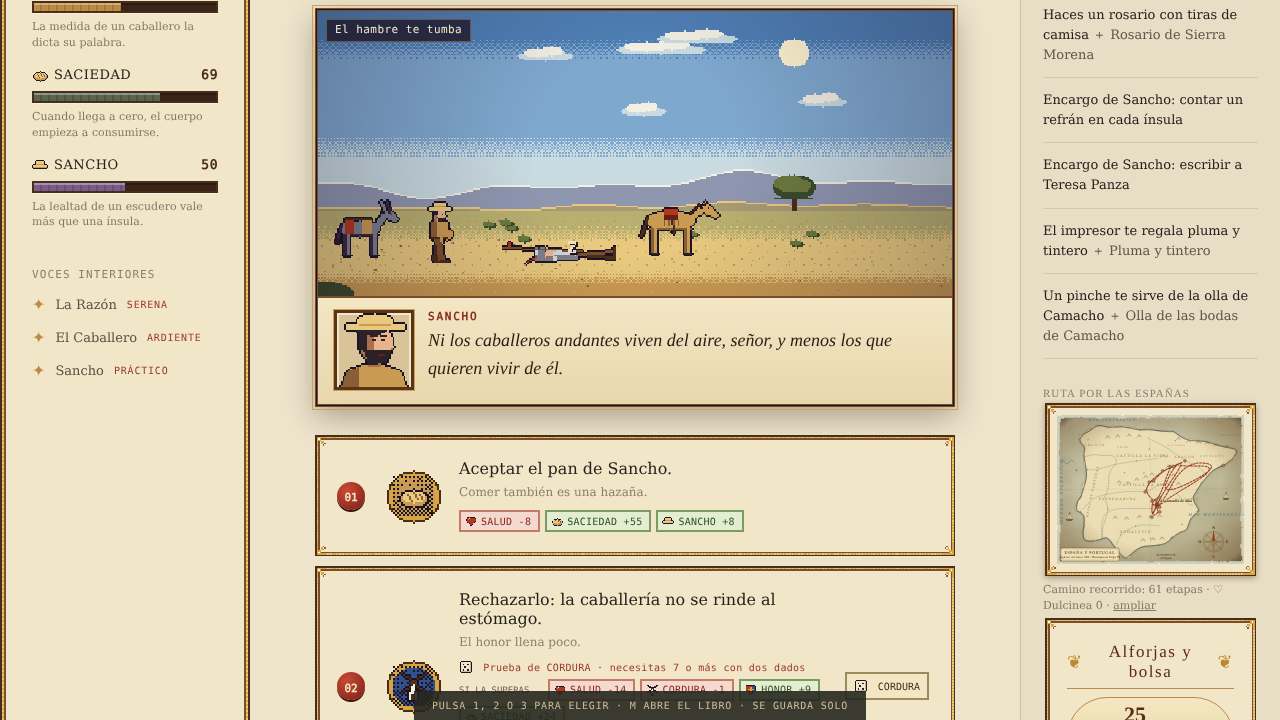 La medida de un caballero la
dicta su palabra.
SACIEDAD 69
Cuando llega a cero, el cuerpo
empieza a consumirse.
SANCHO 50
La lealtad de un escudero vale
más que una ínsula.
VOCES INTERIORES
La Razón SERENA
El Caballero ARDIENTE
Sancho PRÁCTICO
El hambre te tumba
SANCHO
Ni los caballeros andantes viven del aire, señor, y menos los que
quieren vivir de él.
01
Aceptar el pan de Sancho.
Comer también es una hazaña.
SALUD -8 SACIEDAD +55 SANCHO +8
02
Rechazarlo: la caballería no se rinde al
estómago.
El honor llena poco.
Prueba de CORDURA · necesitas 7 o más con dos dados
SI LA SUPERAS SALUD -14 CORDURA -1 HONOR +9
CORDURA
PULSA 1, 2 O 3 PARA ELEGIR · M ABRE EL LIBRO · SE GUARDA SOLO
Haces un rosario con tiras de
camisa + Rosario de Sierra
Morena
Encargo de Sancho: contar un
refrán en cada ínsula
Encargo de Sancho: escribir a
Teresa Panza
El impresor te regala pluma y
tintero + Pluma y tintero
Un pinche te sirve de la olla de
Camacho + Olla de las bodas
de Camacho
RUTA POR LAS ESPAÑAS
ESPAÑA Y PORTUGAL
Camino recorrido: 61 etapas · ♡
Dulcinea 0 · ampliar
Alforjas y
bolsa
25